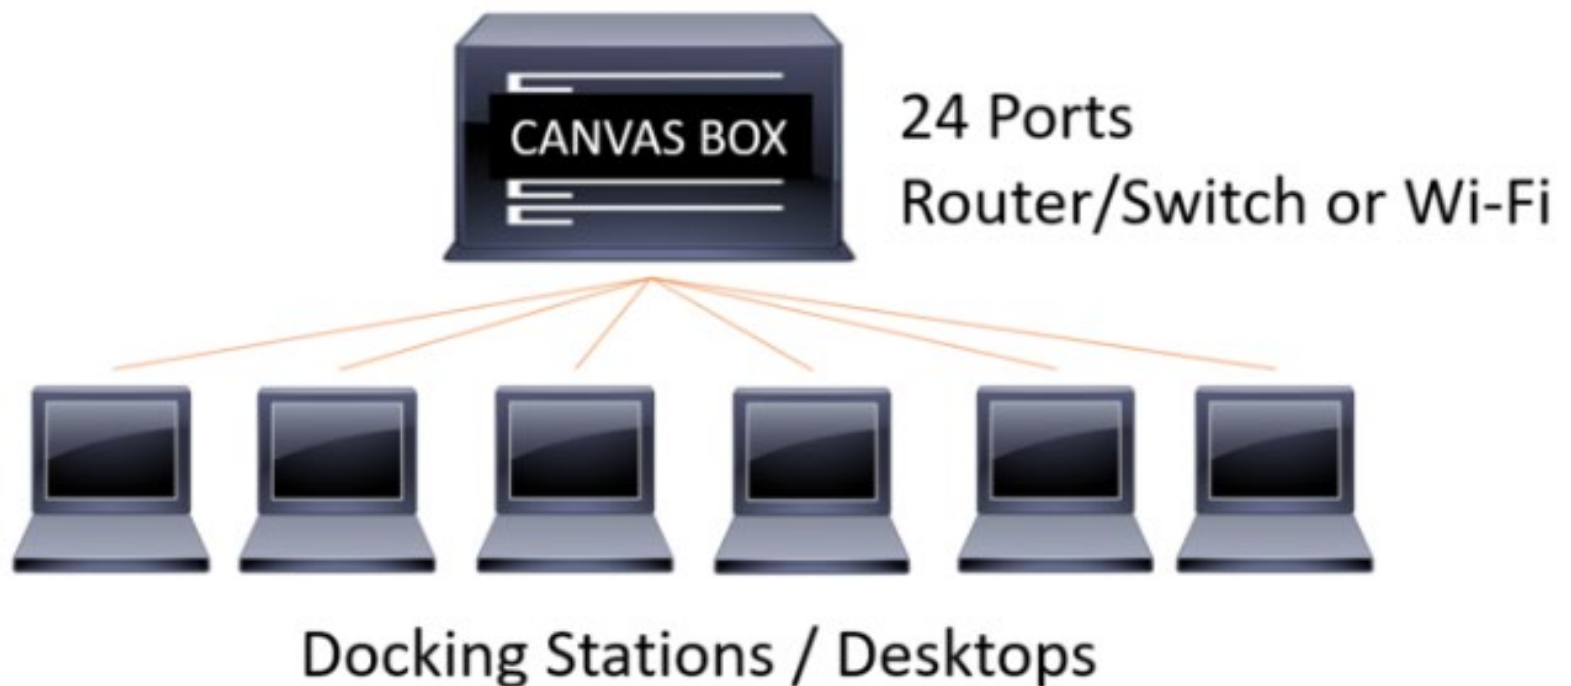 CANVAS BOX
24 Ports
Router/Switch or Wi-Fi
Docking Stations / Desktops